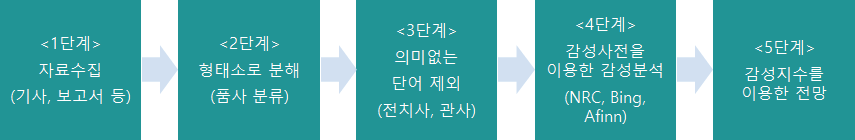 <1단계>
자료수집
(기사, 보고서 등)
<2단계>
형태소로 분해
(품사 분류)
<3단계>
의미없는
단어 제외
(전치사, 관사)
<4단계>
감성사전을
이용한 감성분석
(NRC, Bing,
Afinn)
<5단계>
감성지수를
이용한 전망